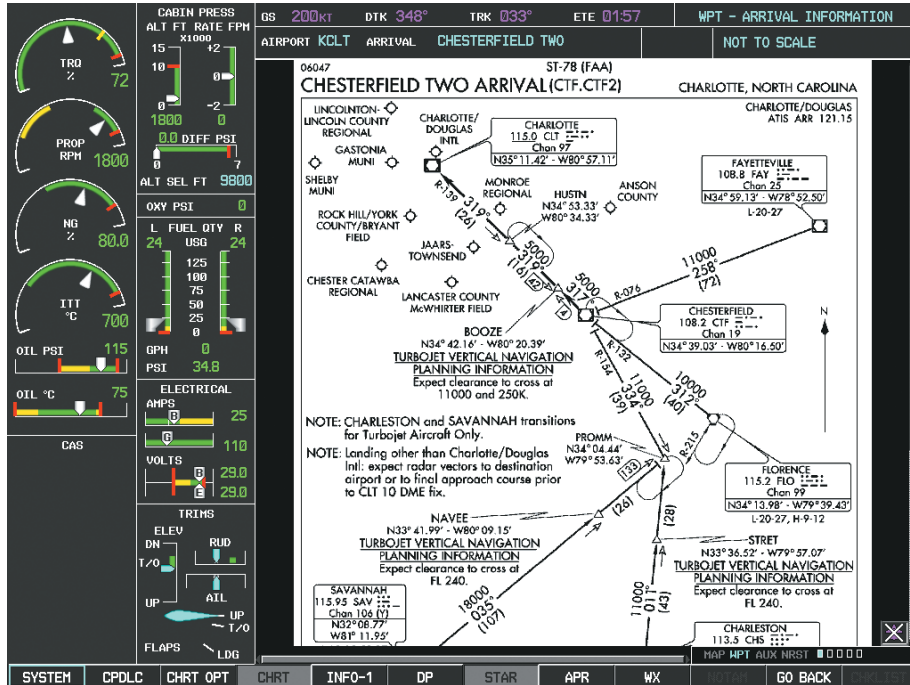 GS 200KT DTK 348° TRK 033° ETE 01:57
WPT – ARRIVAL INFORMATION
AIRPORT KCLT ARRIVAL CHESTERFIELD TWO
NOT TO SCALE
TRQ
%
72
PROP
RPM
1800
NG
%
80.0
ITT
°C
700
OIL PSI 115
OIL °C 75
CAS
CABIN PRESS
ALT FT RATE FPM
X1000
15 +2
10
0 0
-2
1800 0
0.0 DIFF PSI
0 7
ALT SEL FT 9800
OXY PSI 0
L FUEL QTY R
24 USG 24
125
100
75
50
25
0
GPH 0
PSI 34.8
ELECTRICAL
AMPS
B 25
G 110
VOLTS
B 29.0
E 29.0
TRIMS
ELEV
DN
RUD
T/O
AIL
UP
UP
T/O
FLAPS
LDG
06047
ST-78 (FAA)
CHESTERFIELD TWO ARRIVAL (CTF.CTF2)
CHARLOTTE, NORTH CAROLINA
CHARLOTTE/DOUGLAS
ATIS ARR 121.15
LINCOLNTON-
LINCOLN COUNTY
REGIONAL
CHARLOTTE/
DOUGLAS
INTL
CHARLOTTE
115.0 CLT
Chan 97
N35°11.42' - W80°57.11'
GASTONIA
MUNI
SHELBY
MUNI
FAYETTEVILLE
108.8 FAY
Chan 25
N34°59.13' - W78°52.50'
L-20-27
MONROE
REGIONAL
HUSTN
N34°53.33'
W80°34.33'
ANSON
COUNTY
R-139
319°
(26)
ROCK HILL/YORK
COUNTY/BRYANT
FIELD
JAARS-
TOWNSEND
5000
319°
(16)
42
5000
317°
4
11000
258°
(72)
R-076
CHESTER CATAWBA
REGIONAL
LANCASTER COUNTY
McWHIRTER FIELD
CHESTERFIELD
108.2 CTF
Chan 19
N34°39.03' - W80°16.50'
N
BOOZE
N34°42.16' - W80°20.39'
TURBOJET VERTICAL NAVIGATION
PLANNING INFORMATION
Expect clearance to cross at
11000 and 250K.
R-132
R-154
11000
334°
(39)
10000
312°
(40)
NOTE: CHARLESTON and SAVANNAH transitions
for Turbojet Aircraft Only.
NOTE: Landing other than Charlotte/Douglas
Intl: expect radar vectors to destination
airport or to final approach course prior
to CLT 10 DME fix.
PROMM
N34°04.44'
W79°53.63'
R-215
133
FLORENCE
115.2 FLO
Chan 99
N34°13.98' - W79°39.43'
L-20-27, H-9-12
(26)
(28)
NAVEE
N33°41.99' - W80°09.15'
TURBOJET VERTICAL NAVIGATION
PLANNING INFORMATION
Expect clearance to cross at
FL 240.
STRET
N33°36.52' - W79°57.07'
TURBOJET VERTICAL NAVIGATION
PLANNING INFORMATION
Expect clearance to cross at
FL 240.
SAVANNAH
115.95 SAV
Chan 106 (Y)
N32°08.77'
W81°11.95'
18000
035°
(107)
11000
011°
(43)
CHARLESTON
113.5 CHS
MAP WPT AUX NRST
SYSTEM CPDLC CHRT OPT CHRT INFO-1 DP STAR APR WX NOTAM GO BACK CHKLIST